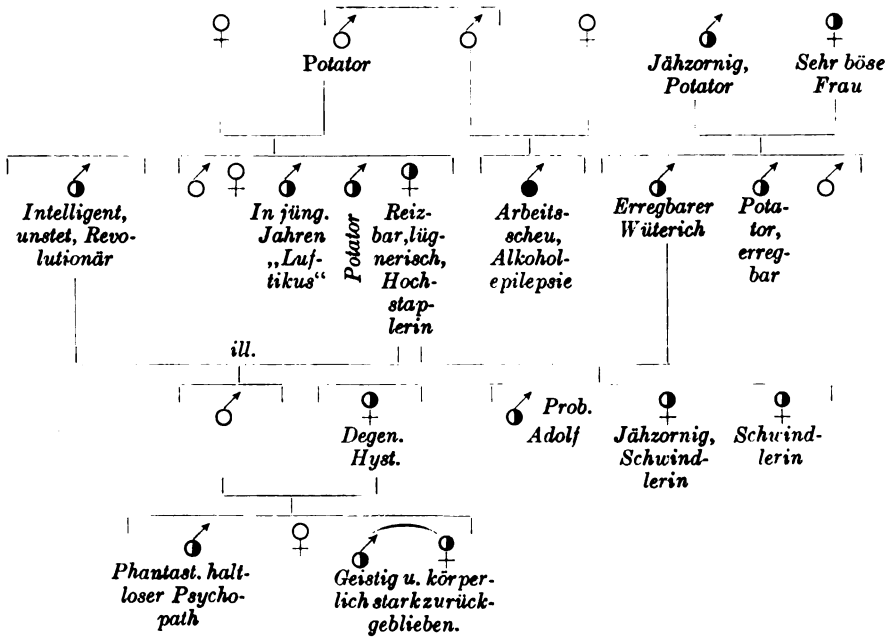 Potator
Jähzornig,
Potator
Sehr böse
Frau
Intelligent,
unstet, Revo-
lutionär
In jüng.
Jahren
„Luf-
tikus“
Potator
Reiz-
bar, lüg-
nerisch,
Hoch-
stap-
lerin
Arbeits-
scheu,
Alkohol-
epilepsie
Erregbarer
Wüterich
Pota-
tor,
erreg-
bar
ill.
Degen.
Hyst.
Prob.
Adolf
Jähzornig,
Schwind-
lerin
Schwind-
lerin
Phantast. halt-
loser Psycho-
path
Geistig u. körper-
lich stark zurück-
geblieben.